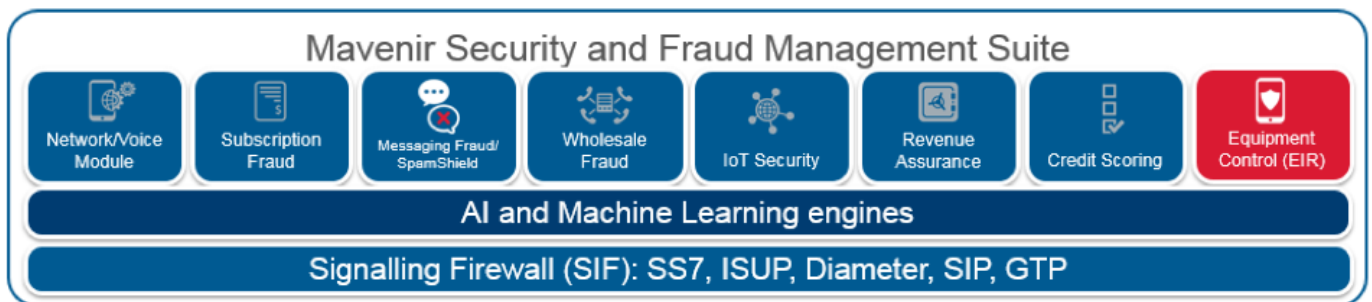 Mavenir Security and Fraud Management Suite
Network/Voice
Module
Subscription
Fraud
Messaging Fraud/
SpamShield
Wholesale
Fraud
IoT Security
Revenue
Assurance
Credit Scoring
Equipment
Control (EIR)
AI and Machine Learning engines
Signalling Firewall (SIF): SS7, ISUP, Diameter, SIP, GTP